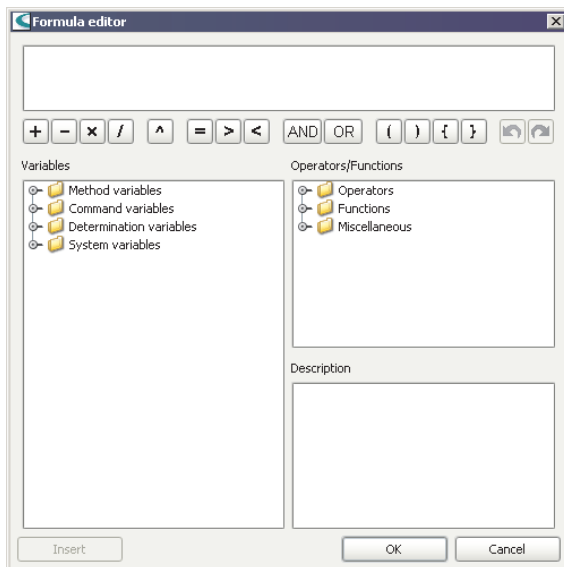 Formula editor
+ − × / ^ = > < AND OR ( ) { }
Variables
Method variables
Command variables
Determination variables
System variables
Operators/Functions
Operators
Functions
Miscellaneous
Description
Insert
OK
Cancel